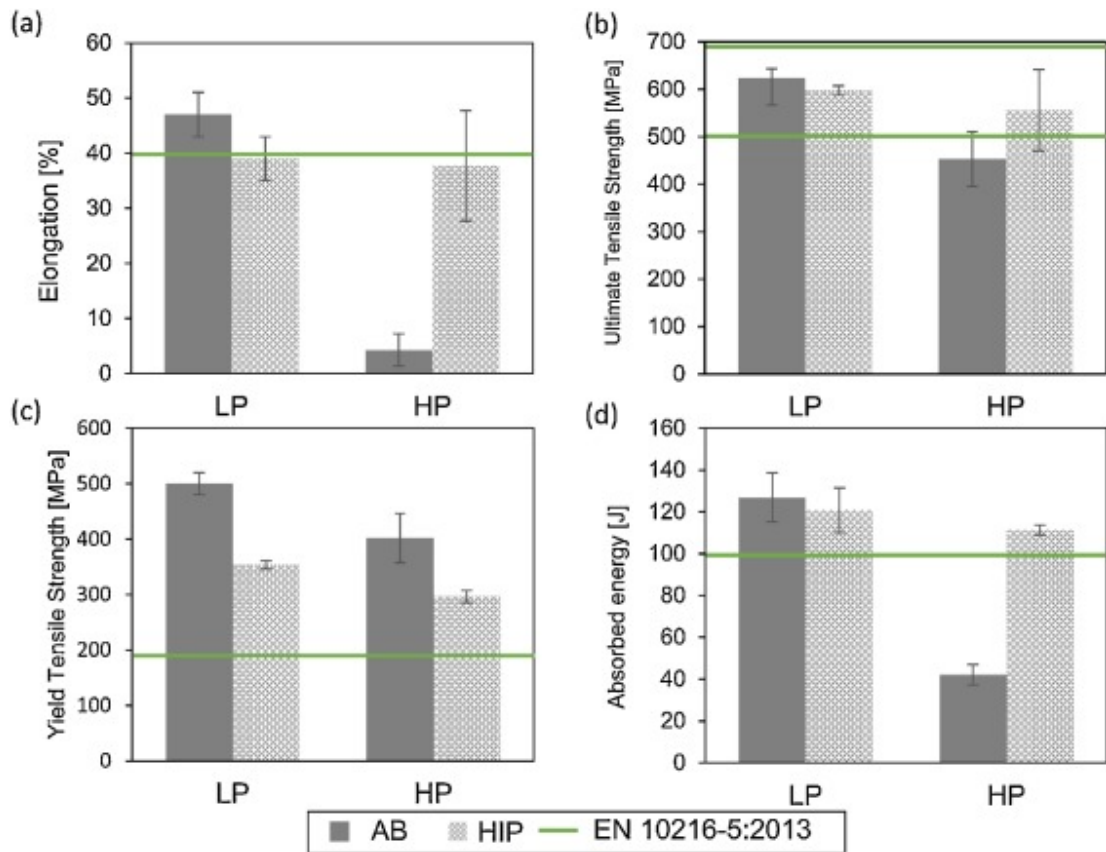 (a)
60
50
40
30
20
10
0
Elongation [%]
LP HP
(b)
700
600
500
400
300
200
100
0
Ultimate Tensile Strength [MPa]
LP HP
(c)
600
500
400
300
200
100
0
Yield Tensile Strength [MPa]
LP HP
(d)
160
140
120
100
80
60
40
20
0
Absorbed energy [J]
LP HP
AB HIP EN 10216-5:2013